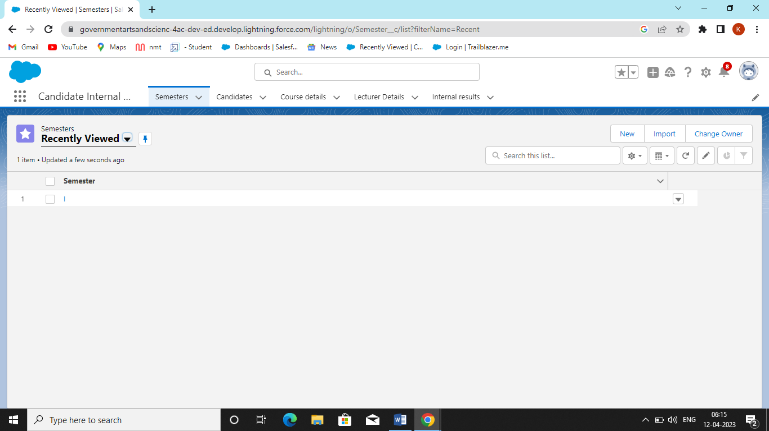 Recently Viewed | Semesters | Sal
governmentartsandscienc-4ac-dev-ed.develop.lightning.force.com/lightning/o/Semester__c/list?filterName=Recent
K
Gmail YouTube Maps nmt - Student Dashboards | Salesf... News Recently Viewed | C... Login | Trailblazer.me
Search...
8
Candidate Internal ... Semesters Candidates Course details Lecturer Details Internal results
Semesters
Recently Viewed
New Import Change Owner
1 item • Updated a few seconds ago
Search this list...
Semester
1 I
Type here to search
ENG
06:15
12-04-2023
2